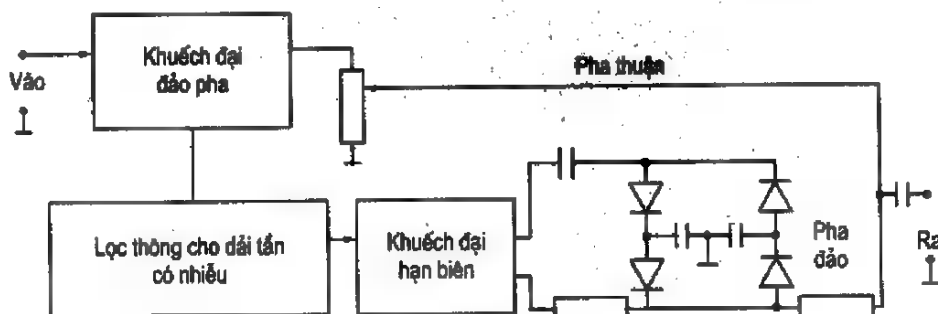 Khuếch đại
đảo pha
Vào
Pha thuận
Lọc thông cho dải tần
có nhiễu
Khuếch đại
hạn biên
Pha
đảo
Ra